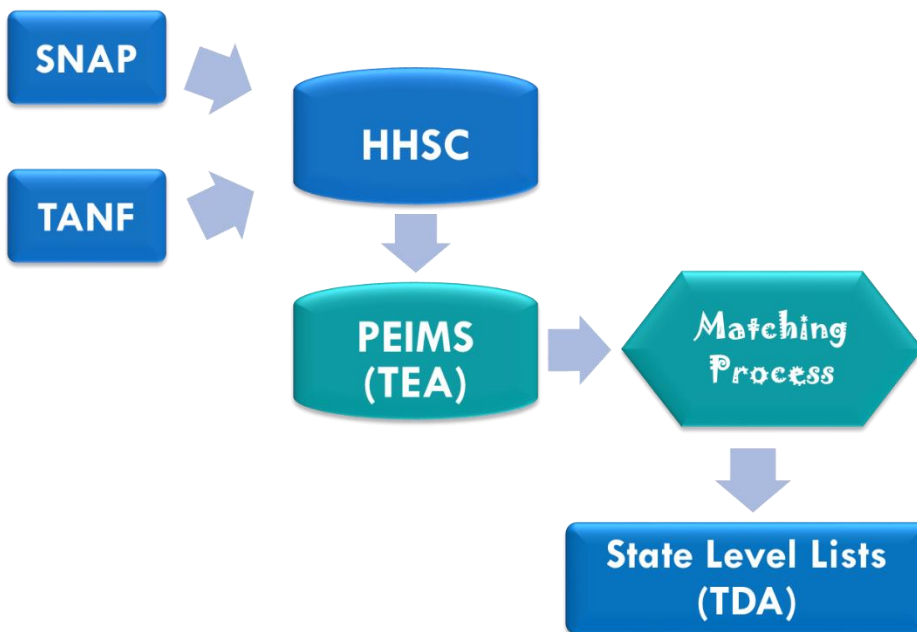 SNAP
TANF
HHSC
PEIMS
(TEA)
Matching
Process
State Level Lists
(TDA)